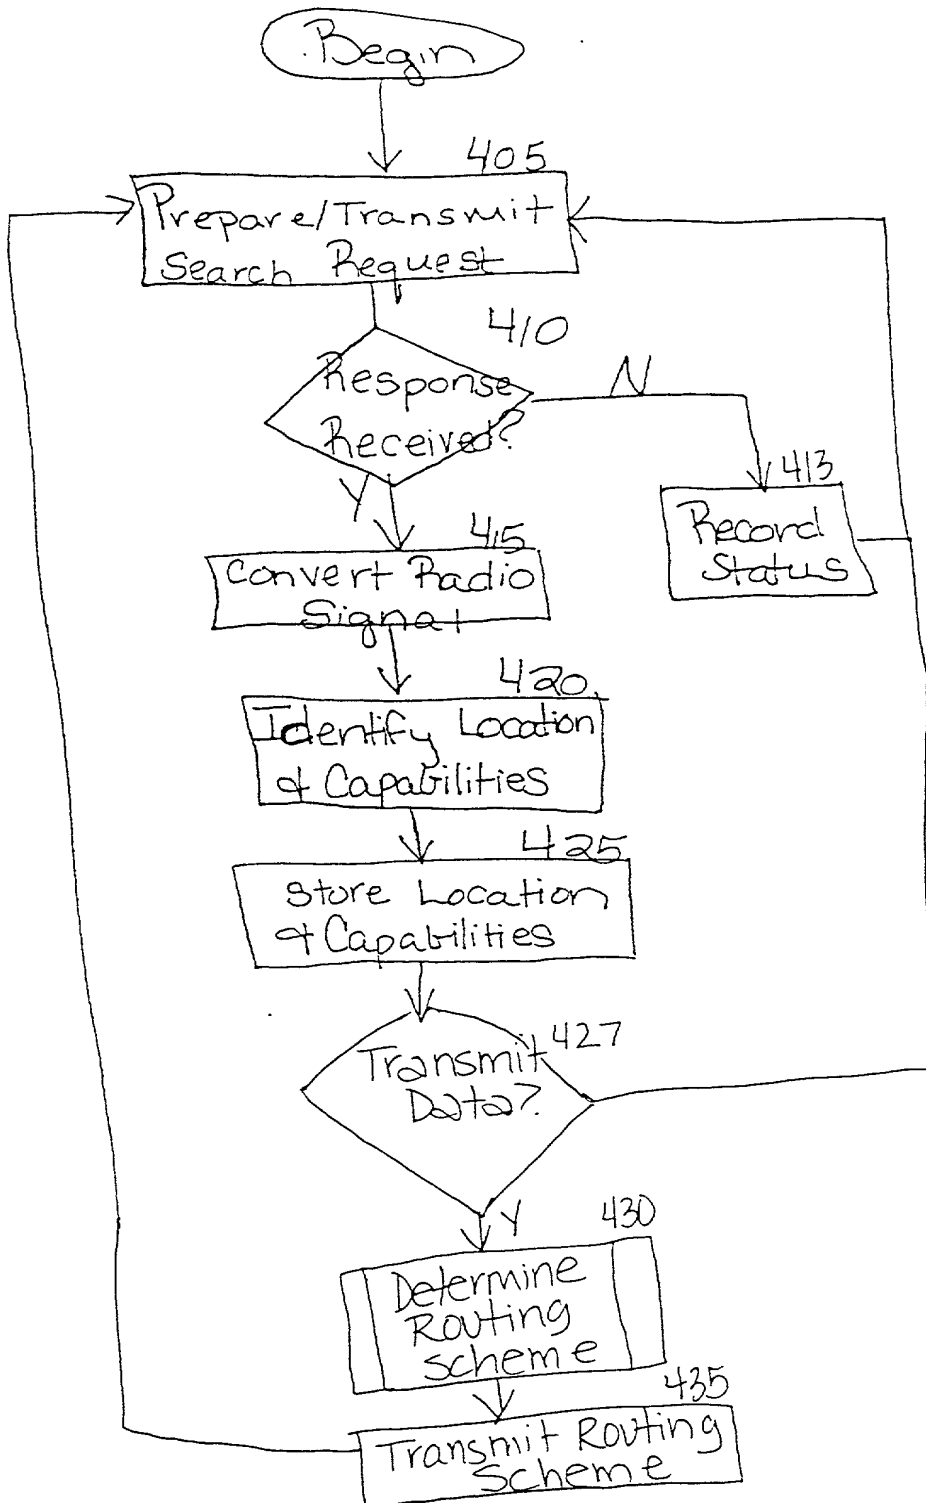 Begin
405
Prepare/Transmit
Search Request
410
Response
Received?
N
Y
413
Record
Status
415
Convert Radio
Signal
420
Identify Location
& Capabilities
425
Store Location
& Capabilities
427
Transmit
Data?
Y
430
Determine
Routing
Scheme
435
Transmit Routing
Scheme